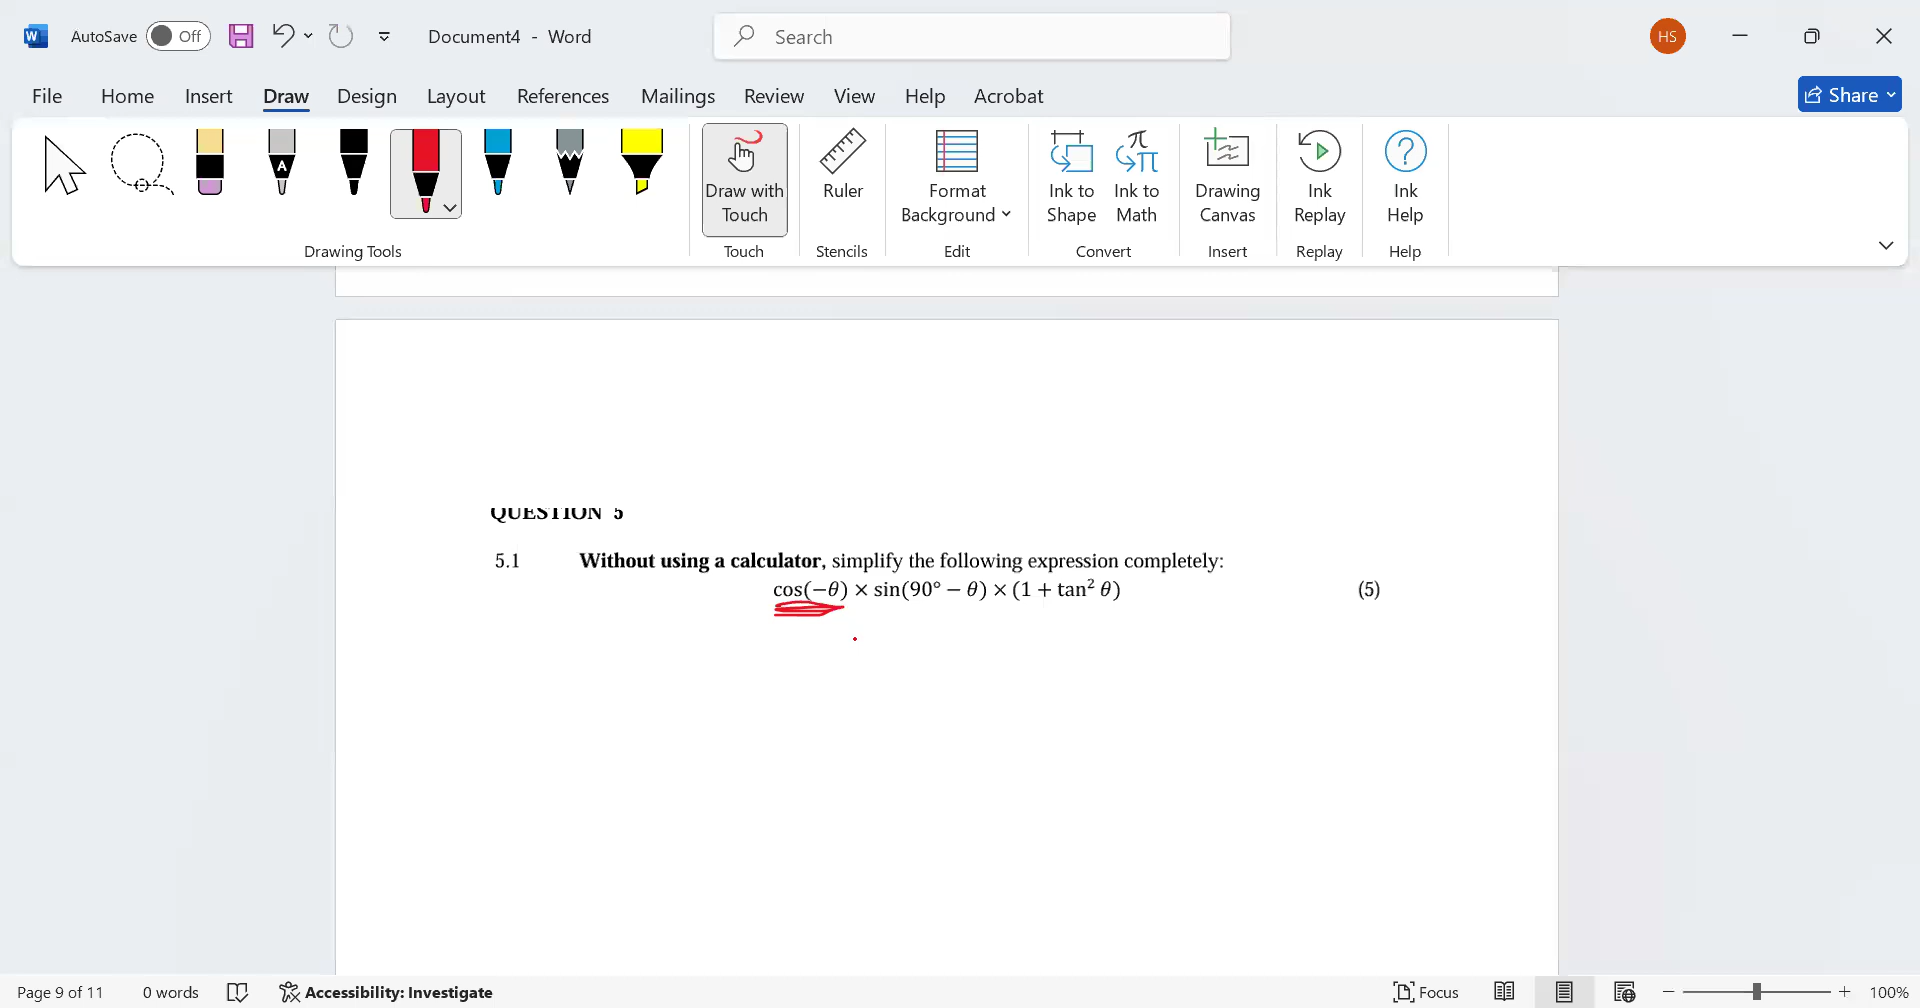 AutoSave Off Document4 - Word Search HS
File Home Insert Draw Design Layout References Mailings Review View Help Acrobat Share
A
Draw with Touch
Ruler
Format Background
Ink to Shape
Ink to Math
Drawing Canvas
Ink Replay
Ink Help
Drawing Tools Touch Stencils Edit Convert Insert Replay Help
QUESTION 5
5.1 Without using a calculator, simplify the following expression completely:
cos(−θ) × sin(90° − θ) × (1 + tan² θ) (5)
Page 9 of 11 0 words Accessibility: Investigate Focus 100%